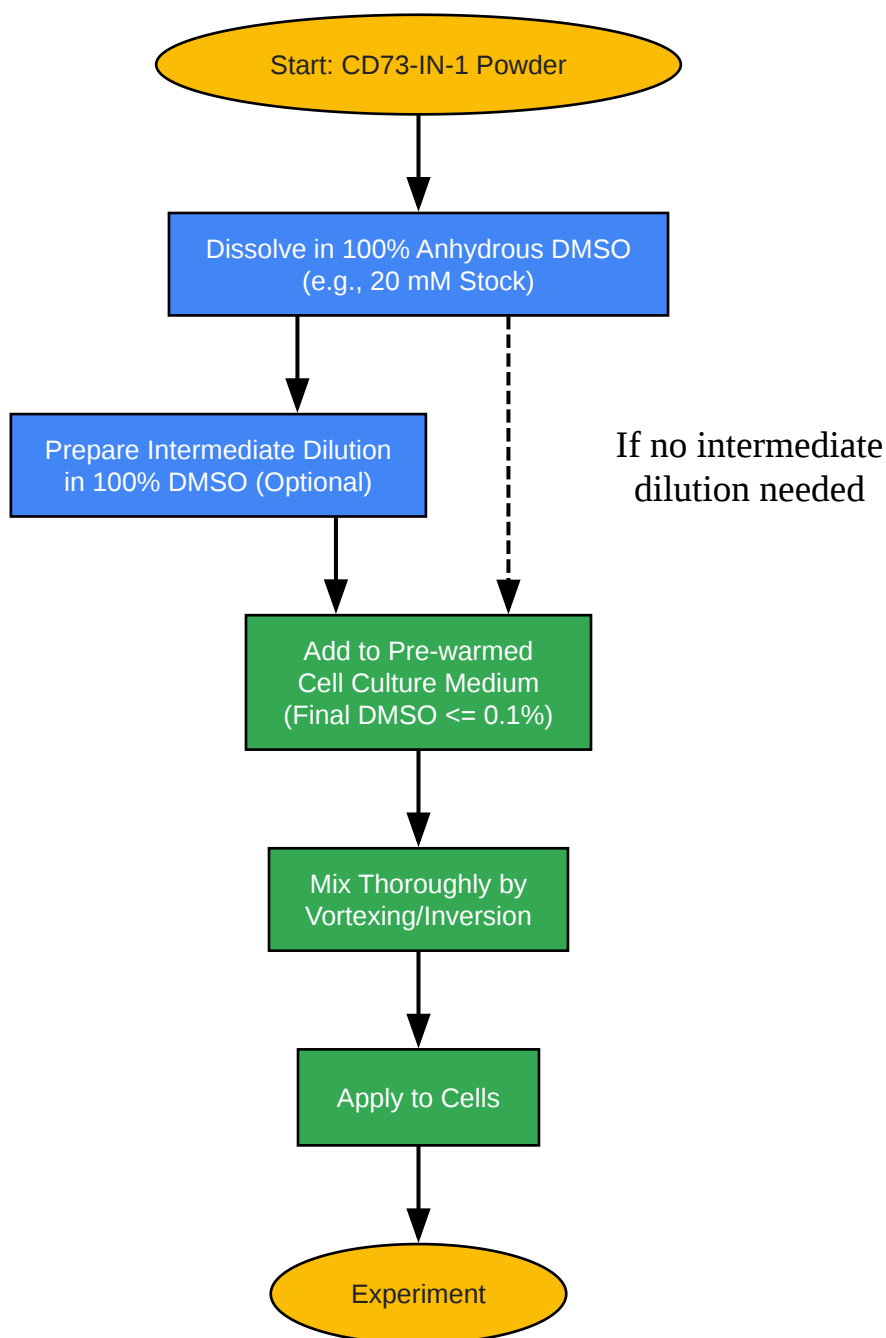 Start: CD73-IN-1 Powder
Dissolve in 100% Anhydrous DMSO
(e.g., 20 mM Stock)
Prepare Intermediate Dilution
in 100% DMSO (Optional)
If no intermediate
dilution needed
Add to Pre-warmed
Cell Culture Medium
(Final DMSO <= 0.1%)
Mix Thoroughly by
Vortexing/Inversion
Apply to Cells
Experiment